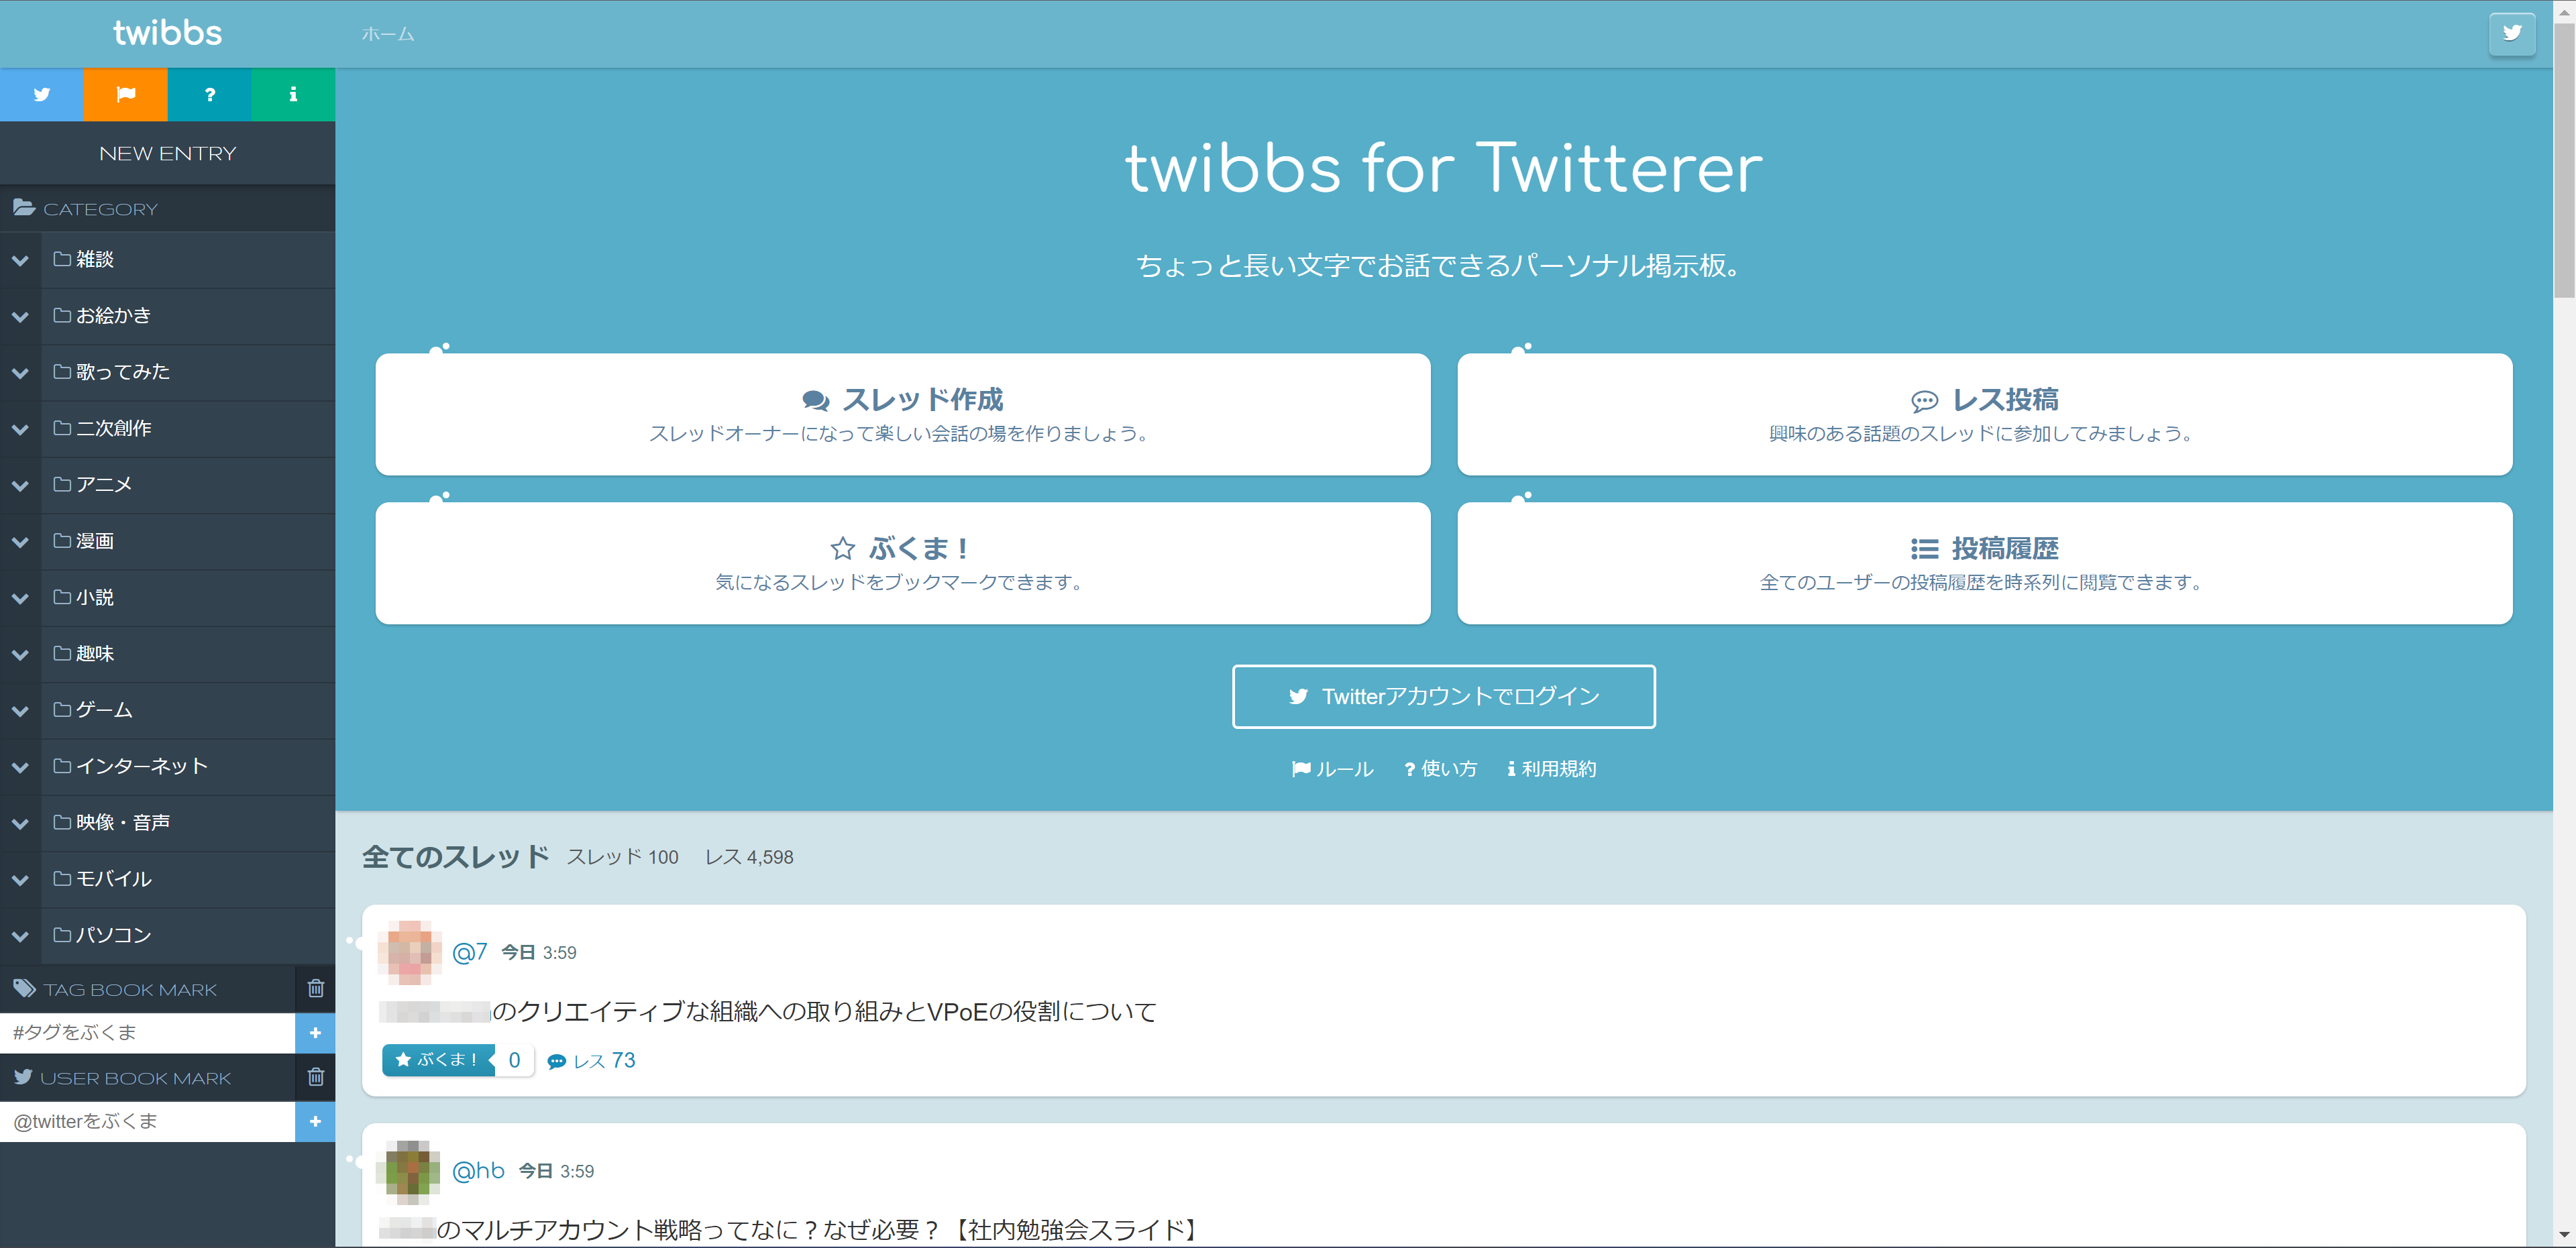 twibbs
ホーム
NEW ENTRY
CATEGORY
雑談
お絵かき
歌ってみた
二次創作
アニメ
漫画
小説
趣味
ゲーム
インターネット
映像・音声
モバイル
パソコン
TAG BOOK MARK
#タグをぶくま
USER BOOK MARK
@twitterをぶくま
twibbs for Twitterer
ちょっと長い文字でお話できるパーソナル掲示板。
スレッド作成
スレッドオーナーになって楽しい会話の場を作りましょう。
レス投稿
興味のある話題のスレッドに参加してみましょう。
ぶくま！
気になるスレッドをブックマークできます。
投稿履歴
全てのユーザーの投稿履歴を時系列に閲覧できます。
Twitterアカウントでログイン
ルール ? 使い方 i 利用規約
全てのスレッド スレッド 100 レス 4,598
@7 今日 3:59
のクリエイティブな組織への取り組みとVPoEの役割について
ぶくま！ 0 レス 73
@hb 今日 3:59
のマルチアカウント戦略ってなに？なぜ必要？【社内勉強会スライド】